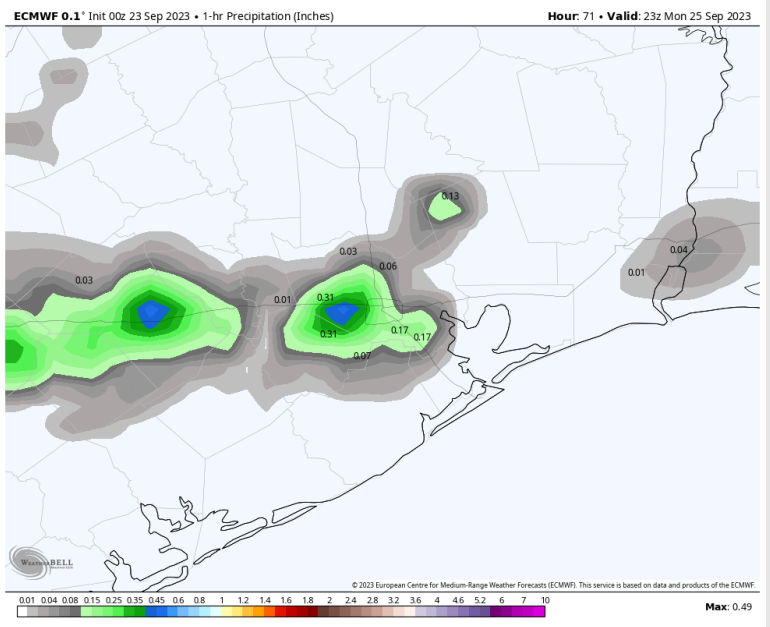 ECMWF 0.1° Init 00z 23 Sep 2023 • 1-hr Precipitation (Inches) Hour: 71 • Valid: 23z Mon 25 Sep 2023
0.13
0.03
0.04
0.06
0.01
0.03
0.01
0.31
0.17
0.31
0.17
0.07
WEATHERBELL
© 2023 European Centre for Medium-Range Weather Forecasts (ECMWF). This service is based on data and products of the ECMWF.
0.01 0.04 0.08 0.15 0.25 0.35 0.45 0.6 0.8 1 1.2 1.4 1.6 1.8 2 2.4 2.8 3.2 3.6 4 4.6 5.2 6 7 10
Max: 0.49